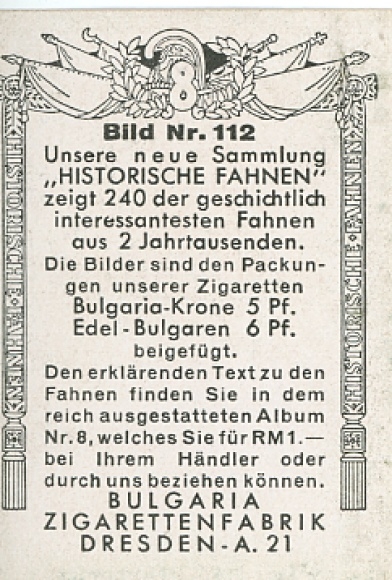 8
Bild Nr. 112
Unsere neue Sammlung
„HISTORISCHE FAHNEN"
zeigt 240 der geschichtlich
interessantesten Fahnen
aus 2 Jahrtausenden.
Die Bilder sind den Packun-
gen unserer Zigaretten
Bulgaria-Krone 5 Pf.
Edel-Bulgaren 6 Pf.
beigefügt.
Den erklärenden Text zu den
Fahnen finden Sie in dem
reich ausgestatteten Album
Nr. 8, welches Sie für RM 1.—
bei Ihrem Händler oder
durch uns beziehen können.
BULGARIA
ZIGARETTENFABRIK
DRESDEN-A. 21
HISTORISCHE ⬥ FAHNEN
HISTORISCHE ⬥ FAHNEN